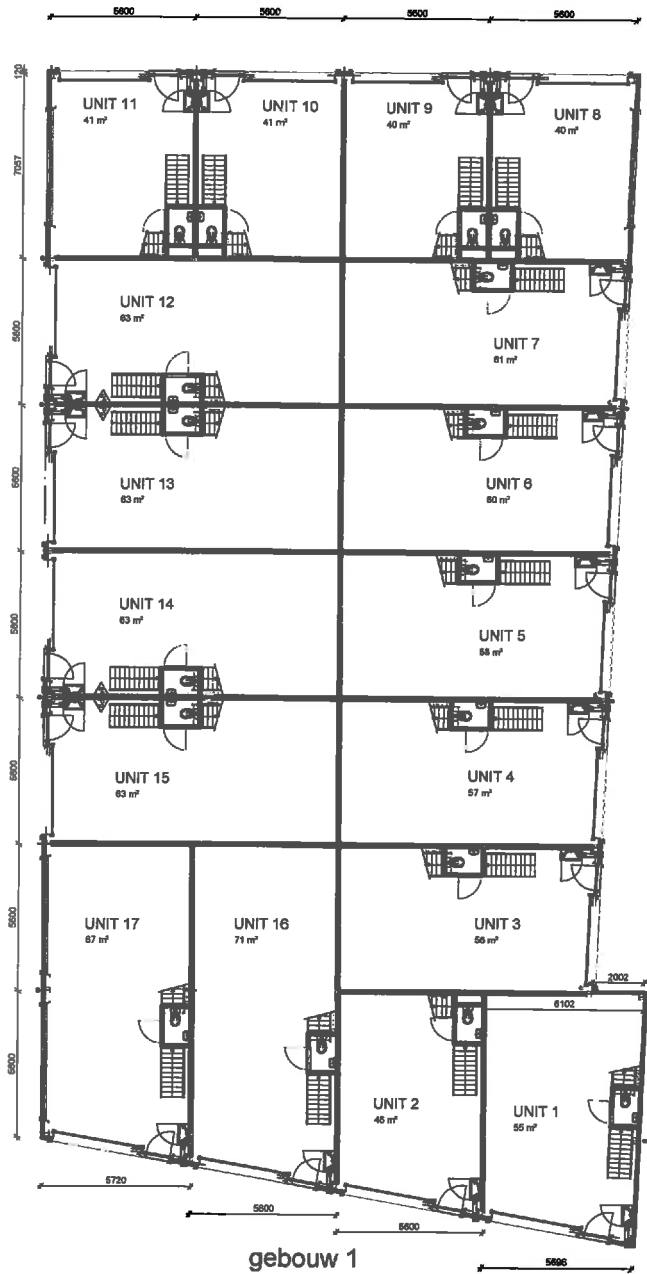 5600 5600 5600 5600
120
UNIT 11 UNIT 10 UNIT 9 UNIT 8
41 m² 41 m² 40 m² 40 m²
7057
UNIT 12
63 m²
UNIT 7
61 m²
5600
UNIT 13 UNIT 6
63 m² 60 m²
5600
UNIT 14
63 m²
UNIT 5
58 m²
5600
UNIT 15 UNIT 4
63 m² 57 m²
5600
UNIT 17 UNIT 16 UNIT 3
67 m² 71 m² 56 m²
5600
2002
6102
UNIT 2 UNIT 1
45 m² 55 m²
5600
5720
5600 5600
gebouw 1
5696